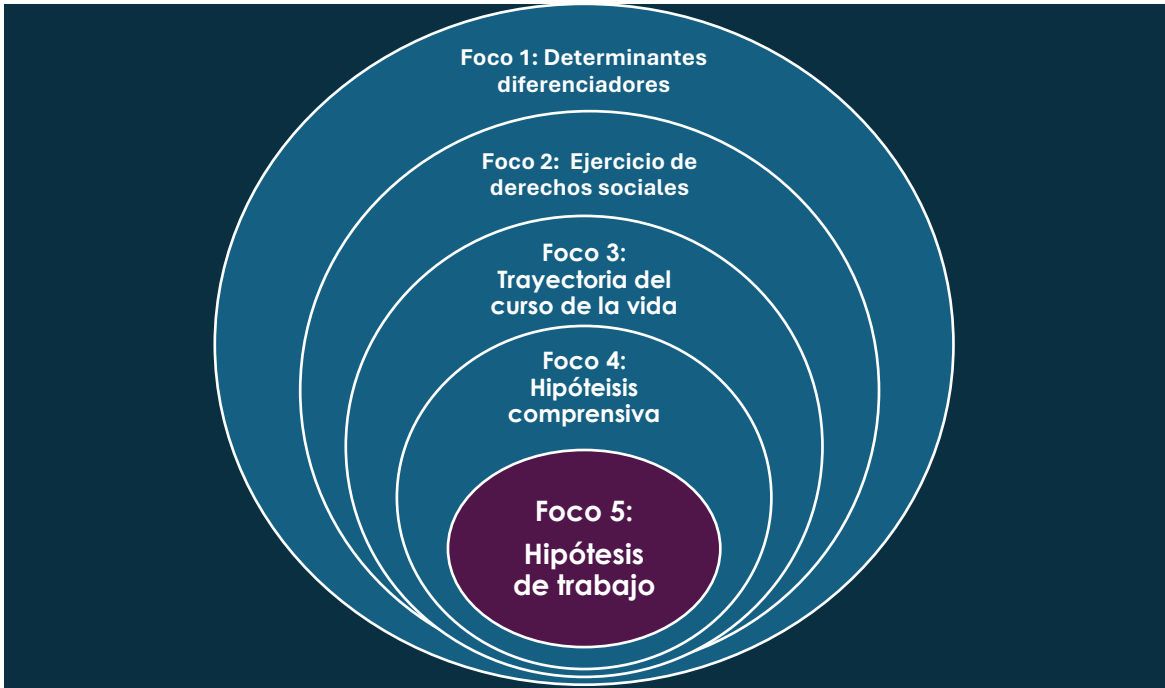 Foco 1: Determinantes
diferenciadores
Foco 2: Ejercicio de
derechos sociales
Foco 3:
Trayectoria del
curso de la vida
Foco 4:
Hipóteisis
comprensiva
Foco 5:
Hipótesis
de trabajo